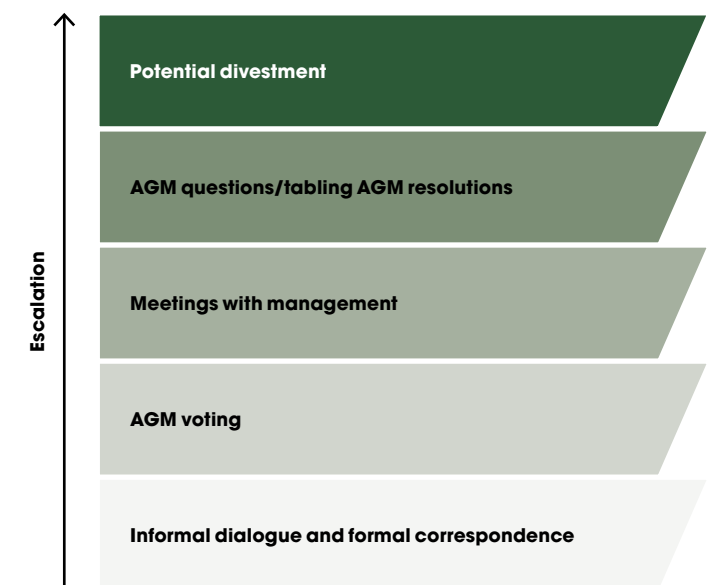 Potential divestment
AGM questions/tabling AGM resolutions
Escalation
Meetings with management
AGM voting
Informal dialogue and formal correspondence